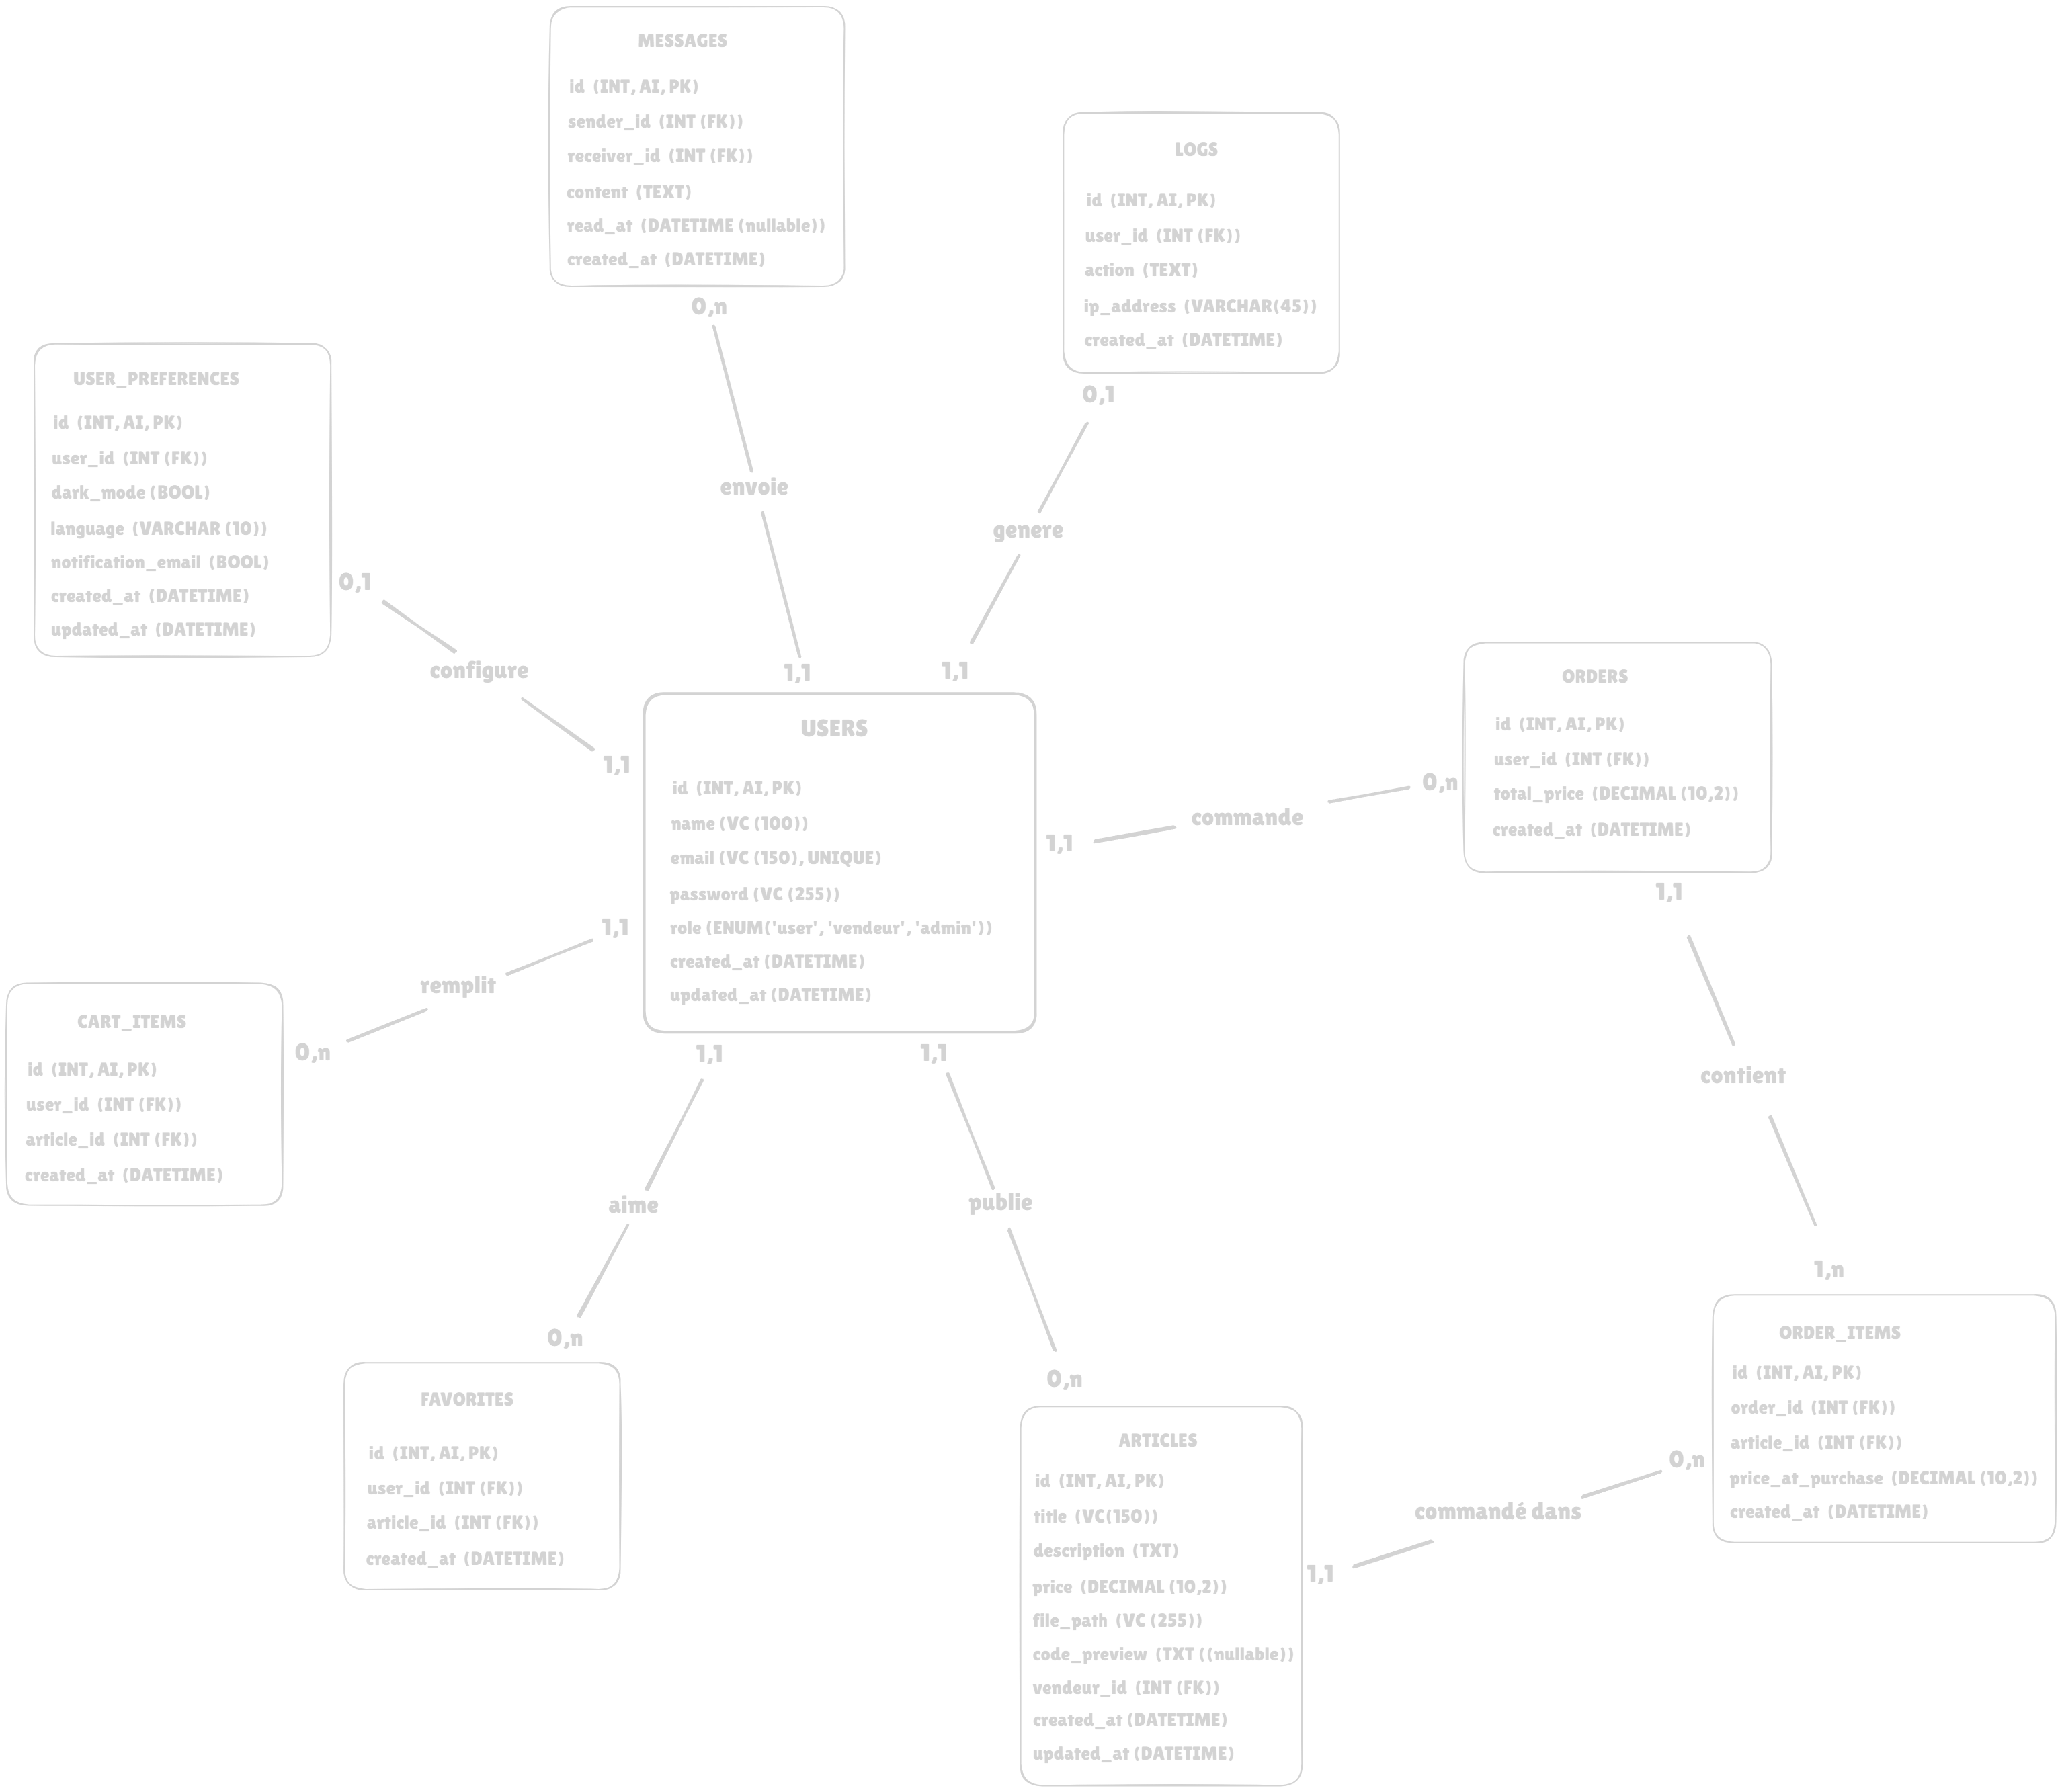 MESSAGES
id (INT, AI, PK)
sender_id (INT (FK))
receiver_id (INT (FK))
content (TEXT)
read_at (DATETIME (nullable))
created_at (DATETIME)
0,n
envoie
1,1
LOGS
id (INT, AI, PK)
user_id (INT (FK))
action (TEXT)
ip_address (VARCHAR(45))
created_at (DATETIME)
0,1
genere
1,1
USER_PREFERENCES
id (INT, AI, PK)
user_id (INT (FK))
dark_mode (BOOL)
language (VARCHAR (10))
notification_email (BOOL)
created_at (DATETIME)
updated_at (DATETIME)
0,1
configure
1,1
USERS
id (INT, AI, PK)
name (VC (100))
email (VC (150), UNIQUE)
password (VC (255))
role (ENUM('user', 'vendeur', 'admin'))
created_at (DATETIME)
updated_at (DATETIME)
1,1
commande
0,n
ORDERS
id (INT, AI, PK)
user_id (INT (FK))
total_price (DECIMAL (10,2))
created_at (DATETIME)
1,1
contient
1,n
1,1
remplit
0,n
CART_ITEMS
id (INT, AI, PK)
user_id (INT (FK))
article_id (INT (FK))
created_at (DATETIME)
1,1
aime
0,n
FAVORITES
id (INT, AI, PK)
user_id (INT (FK))
article_id (INT (FK))
created_at (DATETIME)
1,1
publie
0,n
ARTICLES
id (INT, AI, PK)
title (VC(150))
description (TXT)
price (DECIMAL (10,2))
file_path (VC (255))
code_preview (TXT ((nullable))
vendeur_id (INT (FK))
created_at (DATETIME)
updated_at (DATETIME)
1,1
commandé dans
0,n
ORDER_ITEMS
id (INT, AI, PK)
order_id (INT (FK))
article_id (INT (FK))
price_at_purchase (DECIMAL (10,2))
created_at (DATETIME)